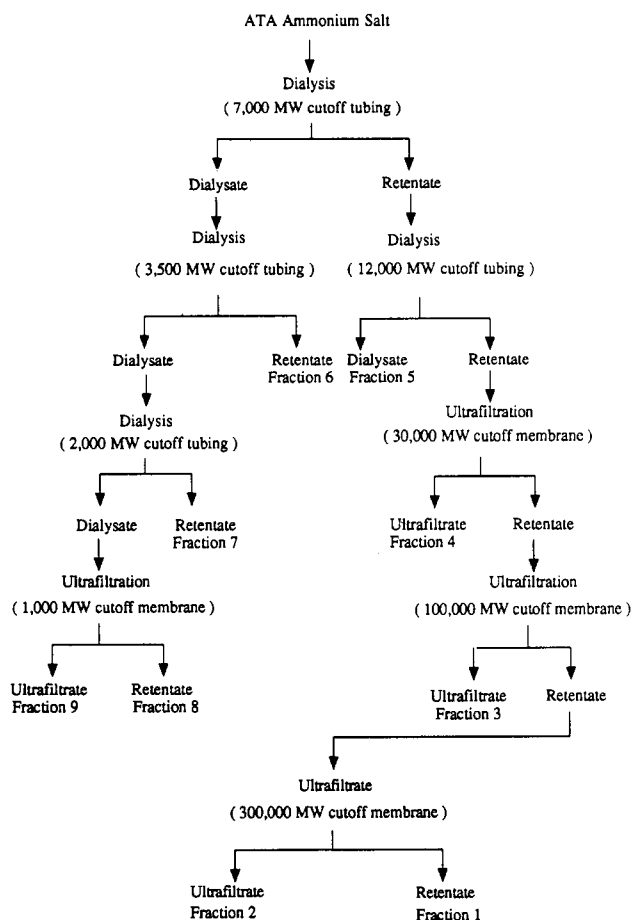 ATA Ammonium Salt
Dialysis
( 7,000 MW cutoff tubing )
Dialysate
Retentate
Dialysis
( 3,500 MW cutoff tubing )
Dialysis
( 12,000 MW cutoff tubing )
Dialysate
Retentate
Fraction 6
Dialysate
Fraction 5
Retentate
Dialysis
( 2,000 MW cutoff tubing )
Ultrafiltration
( 30,000 MW cutoff membrane )
Dialysate
Retentate
Fraction 7
Ultrafiltrate
Fraction 4
Retentate
Ultrafiltration
( 1,000 MW cutoff membrane )
Ultrafiltration
( 100,000 MW cutoff membrane )
Ultrafiltrate
Fraction 9
Retentate
Fraction 8
Ultrafiltrate
Fraction 3
Retentate
Ultrafiltrate
( 300,000 MW cutoff membrane )
Ultrafiltrate
Fraction 2
Retentate
Fraction 1